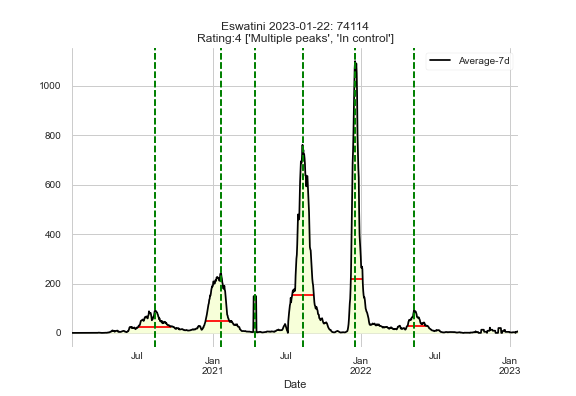 Eswatini 2023-01-22: 74114
Rating:4 ['Multiple peaks', 'In control']
Average-7d
1000
800
600
400
200
0
Jul
Jan
2021
Jul
Jan
2022
Jul
Jan
2023
Date